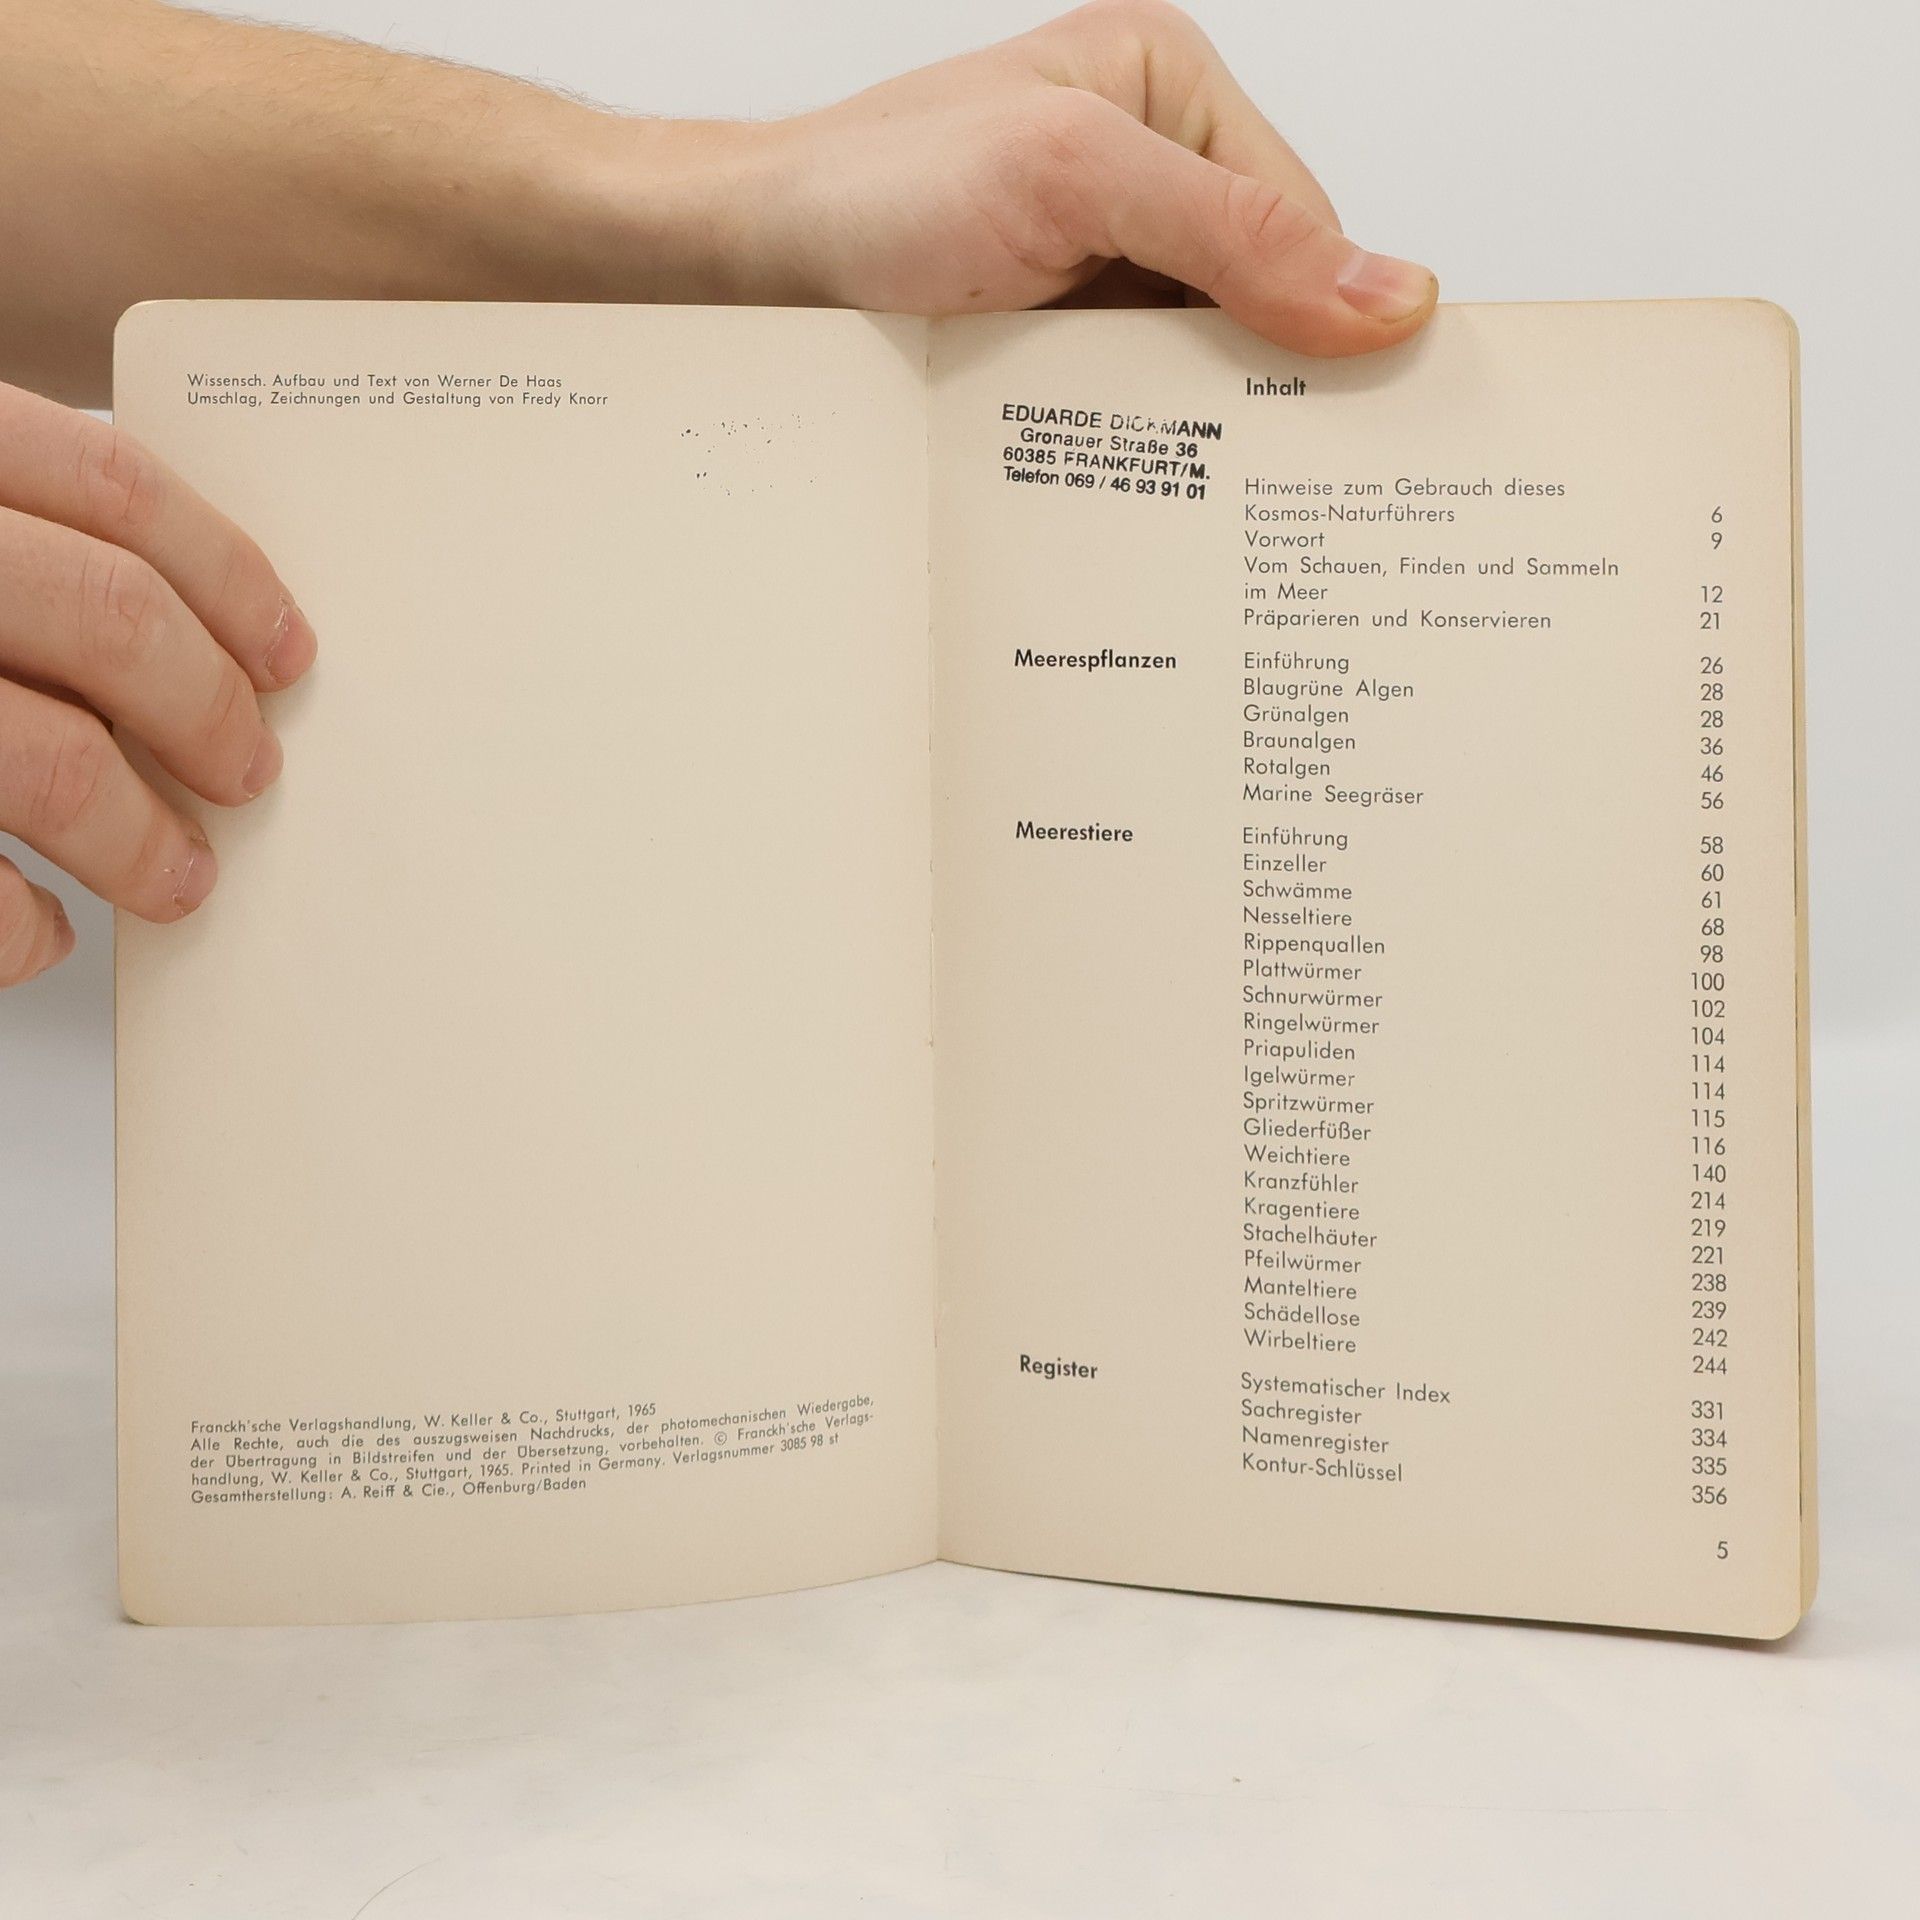 Wissensch. Aufbau und Text von Werner De Haas
Umschlag, Zeichnungen und Gestaltung von Fredy Knorr
Franckh'sche Verlagshandlung, W. Keller & Co., Stuttgart, 1965
Alle Rechte, auch die des auszugsweisen Nachdrucks, der photomechanischen Wiedergabe,
der Übertragung in Bildstreifen und der Übersetzung, vorbehalten. © Franckh'sche Verlags-
handlung, W. Keller & Co., Stuttgart, 1965. Printed in Germany. Verlagsnummer 3085 98 st
Gesamtherstellung: A. Reiff & Cie., Offenburg/Baden
Inhalt
EDUARDE DICKMANN
Gronauer Straße 36
60385 FRANKFURT/M.
Telefon 069 / 46 93 91 01
Hinweise zum Gebrauch dieses
Kosmos-Naturführers 6
Vorwort 9
Vom Schauen, Finden und Sammeln
im Meer 12
Präparieren und Konservieren 21
Meerespflanzen Einführung 26
Blaugrüne Algen 28
Grünalgen 28
Braunalgen 36
Rotalgen 46
Marine Seegräser 56
Meerestiere Einführung 58
Einzeller 60
Schwämme 61
Nesseltiere 68
Rippenquallen 98
Plattwürmer 100
Schnurwürmer 102
Ringelwürmer 104
Priapuliden 114
Igelwürmer 114
Spritzwürmer 115
Gliederfüßer 116
Weichtiere 140
Kranzfühler 214
Kragentiere 219
Stachelhäuter 221
Pfeilwürmer 238
Manteltiere 239
Schädellose 242
Wirbeltiere 244
Register Systematischer Index 331
Sachregister 334
Namenregister 335
Kontur-Schlüssel 356
5